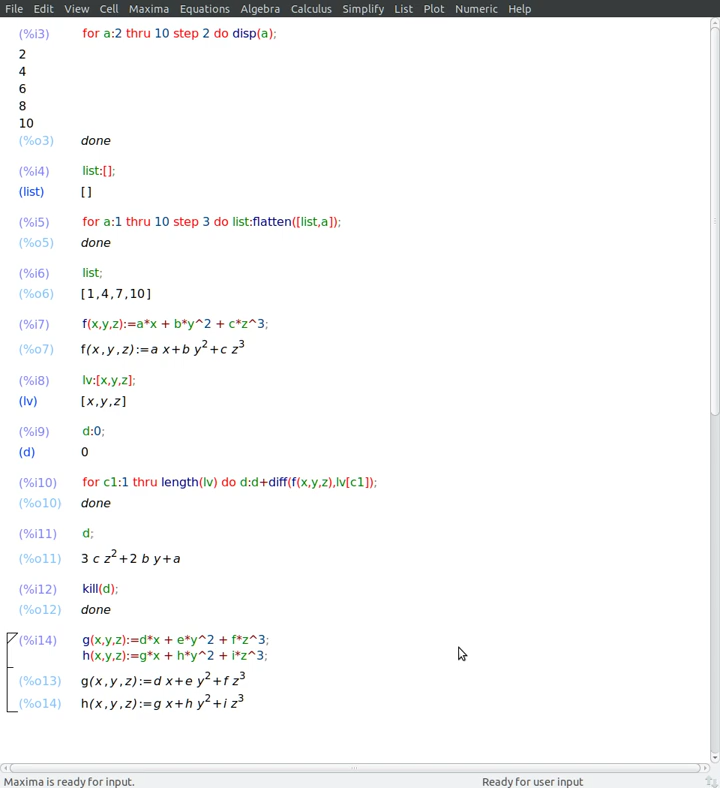 File Edit View Cell Maxima Equations Algebra Calculus Simplify List Plot Numeric Help
(%i3) for a:2 thru 10 step 2 do disp(a);
2
4
6
8
10
(%o3) done
(%i4) list:[];
(list) [ ]
(%i5) for a:1 thru 10 step 3 do list:flatten([list,a]);
(%o5) done
(%i6) list;
(%o6) [1,4,7,10]
(%i7) f(x,y,z):=a*x + b*y^2 + c*z^3;
(%o7) f(x,y,z):=a x+b y²+c z³
(%i8) lv:[x,y,z];
(lv) [x,y,z]
(%i9) d:0;
(d) 0
(%i10) for c1:1 thru length(lv) do d:d+diff(f(x,y,z),lv[c1]);
(%o10) done
(%i11) d;
(%o11) 3 c z²+2 b y+a
(%i12) kill(d);
(%o12) done
(%i14) g(x,y,z):=d*x + e*y^2 + f*z^3;
h(x,y,z):=g*x + h*y^2 + i*z^3;
(%o13) g(x,y,z):=d x+e y²+f z³
(%o14) h(x,y,z):=g x+h y²+i z³
Maxima is ready for input. Ready for user input